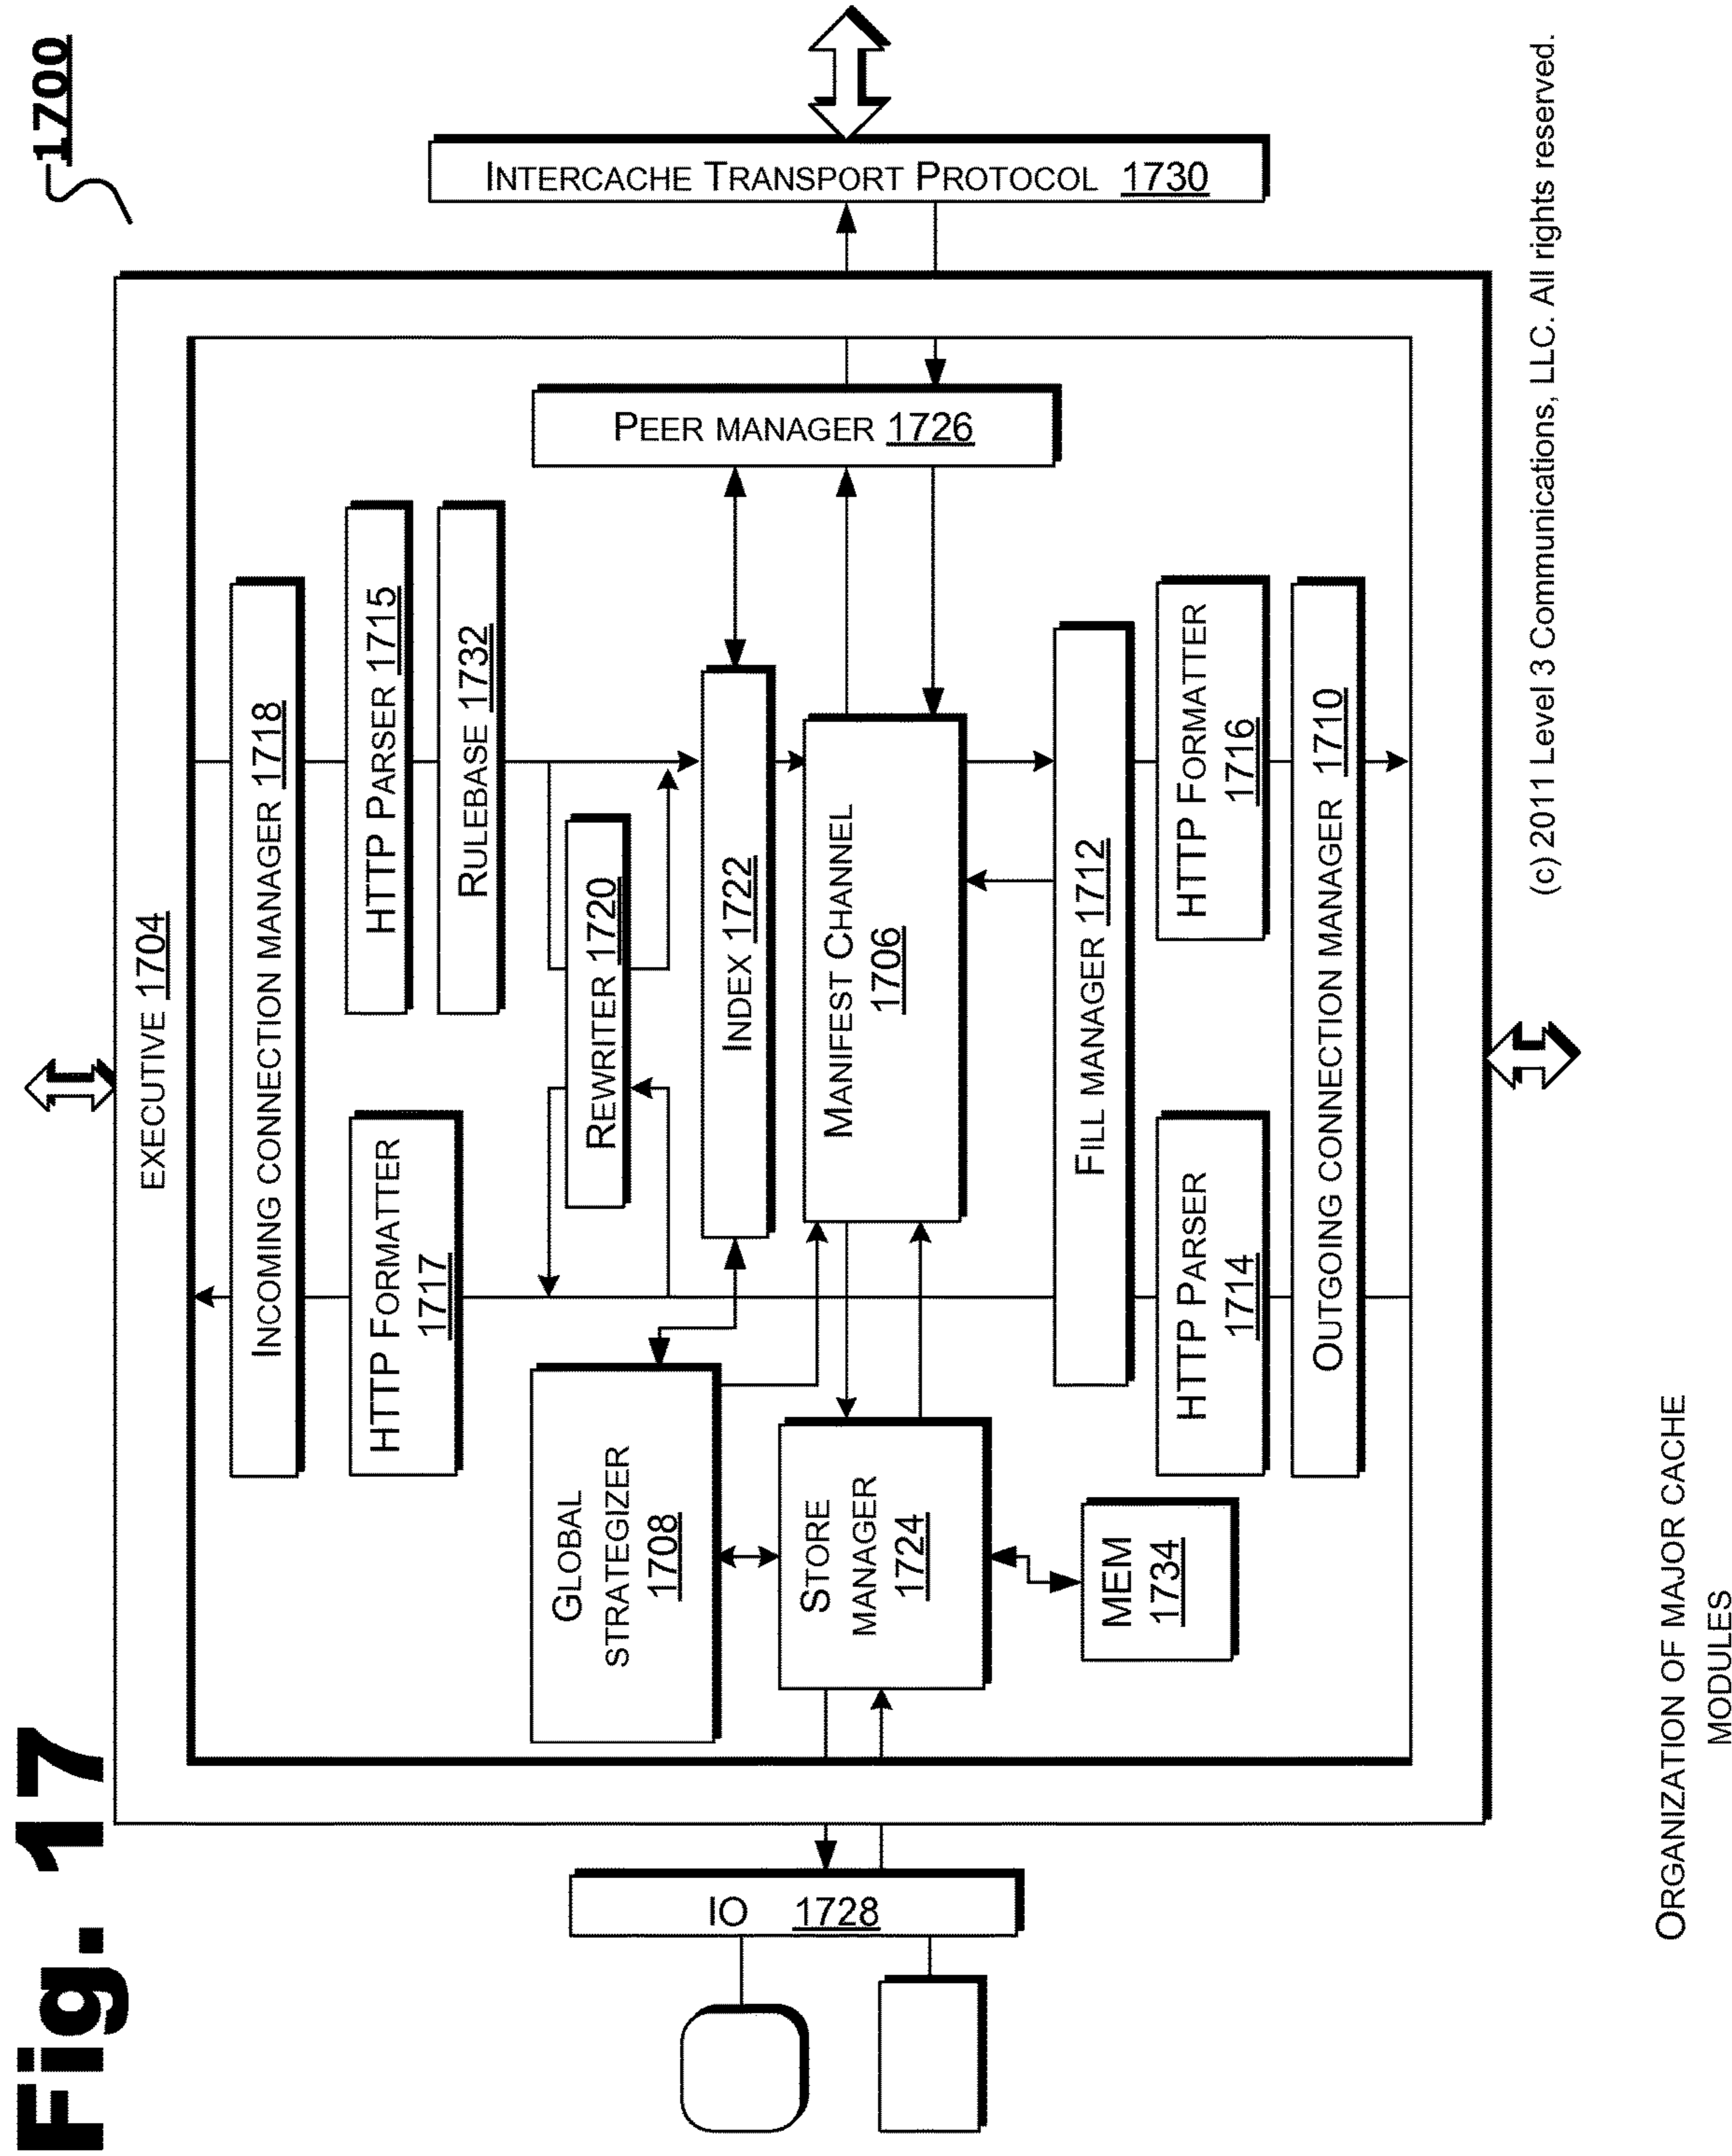 Fig. 17
1700
EXECUTIVE 1704
INCOMING CONNECTION MANAGER 1718
HTTP FORMATTER
1717
HTTP PARSER 1715
RULEBASE 1732
REWRITER 1720
GLOBAL
STRATEGIZER
1708
INDEX 1722
PEER MANAGER 1726
INTERCACHE TRANSPORT PROTOCOL 1730
IO 1728
STORE
MANAGER
1724
MANIFEST CHANNEL
1706
MEM
1734
FILL MANAGER 1712
HTTP PARSER
1714
HTTP FORMATTER
1716
OUTGOING CONNECTION MANAGER 1710
(c) 2011 Level 3 Communications, LLC. All rights reserved.
ORGANIZATION OF MAJOR CACHE
MODULES